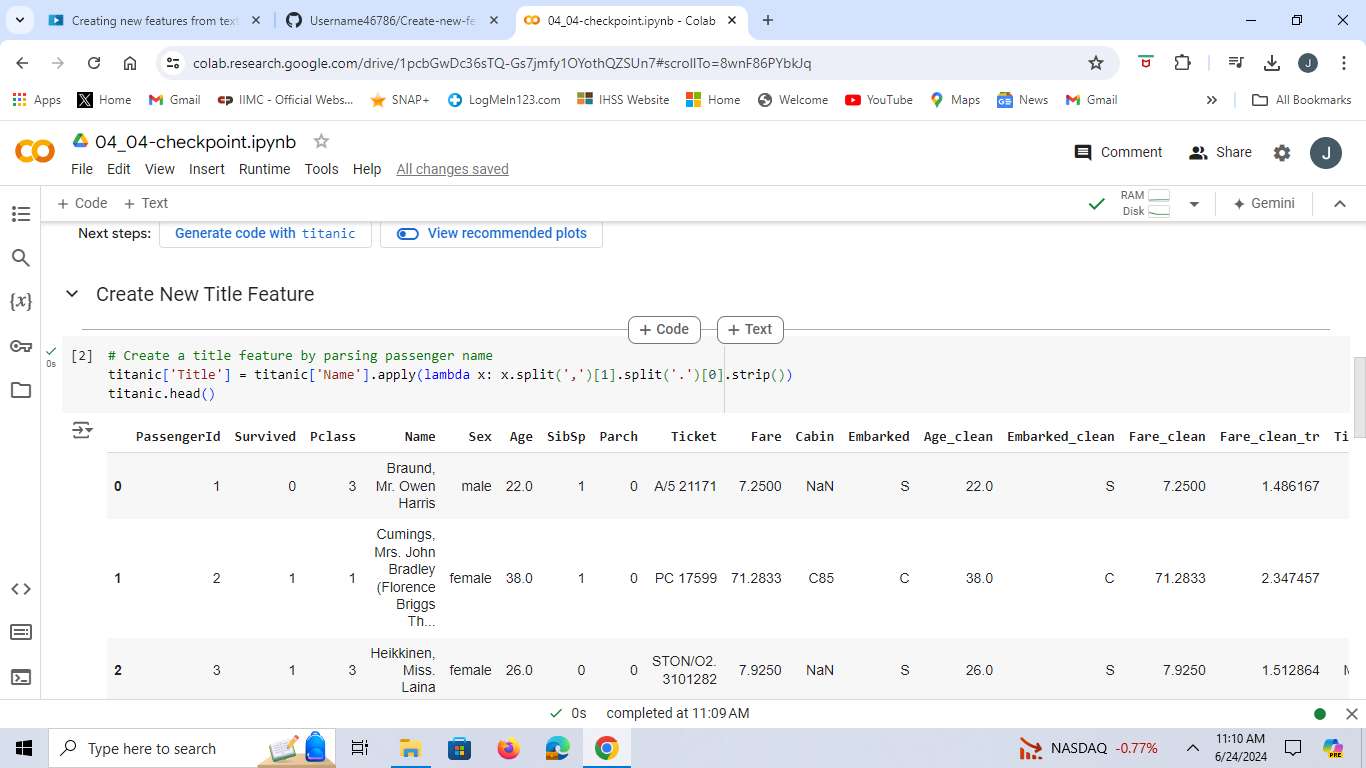 Creating new features from text
Username46786/Create-new-fe
04_04-checkpoint.ipynb - Colab
colab.research.google.com/drive/1pcbGwDc36sTQ-Gs7jmfy1OYothQZSUn7#scrollTo=8wnF86PYbkJq
J
Apps Home Gmail IIMC - Official Webs... SNAP+ LogMeIn123.com IHSS Website Home Welcome YouTube Maps News Gmail » All Bookmarks
04_04-checkpoint.ipynb
Comment Share J
File Edit View Insert Runtime Tools Help All changes saved
+ Code + Text
RAM
Disk
Gemini
Next steps: Generate code with titanic View recommended plots
Create New Title Feature
+ Code + Text
{x}
0s
[2] # Create a title feature by parsing passenger name
titanic['Title'] = titanic['Name'].apply(lambda x: x.split(',')[1].split('.')[0].strip())
titanic.head()
PassengerId Survived Pclass Name Sex Age SibSp Parch Ticket Fare Cabin Embarked Age_clean Embarked_clean Fare_clean Fare_clean_tr Ti
0 1 0 3 Braund, Mr. Owen Harris male 22.0 1 0 A/5 21171 7.2500 NaN S 22.0 S 7.2500 1.486167
1 2 1 1 Cumings, Mrs. John Bradley (Florence Briggs Th... female 38.0 1 0 PC 17599 71.2833 C85 C 38.0 C 71.2833 2.347457
2 3 1 3 Heikkinen, Miss. Laina female 26.0 0 0 STON/O2. 3101282 7.9250 NaN S 26.0 S 7.9250 1.512864
0s completed at 11:09 AM
Type here to search
NASDAQ -0.77%
11:10 AM
6/24/2024
PRE